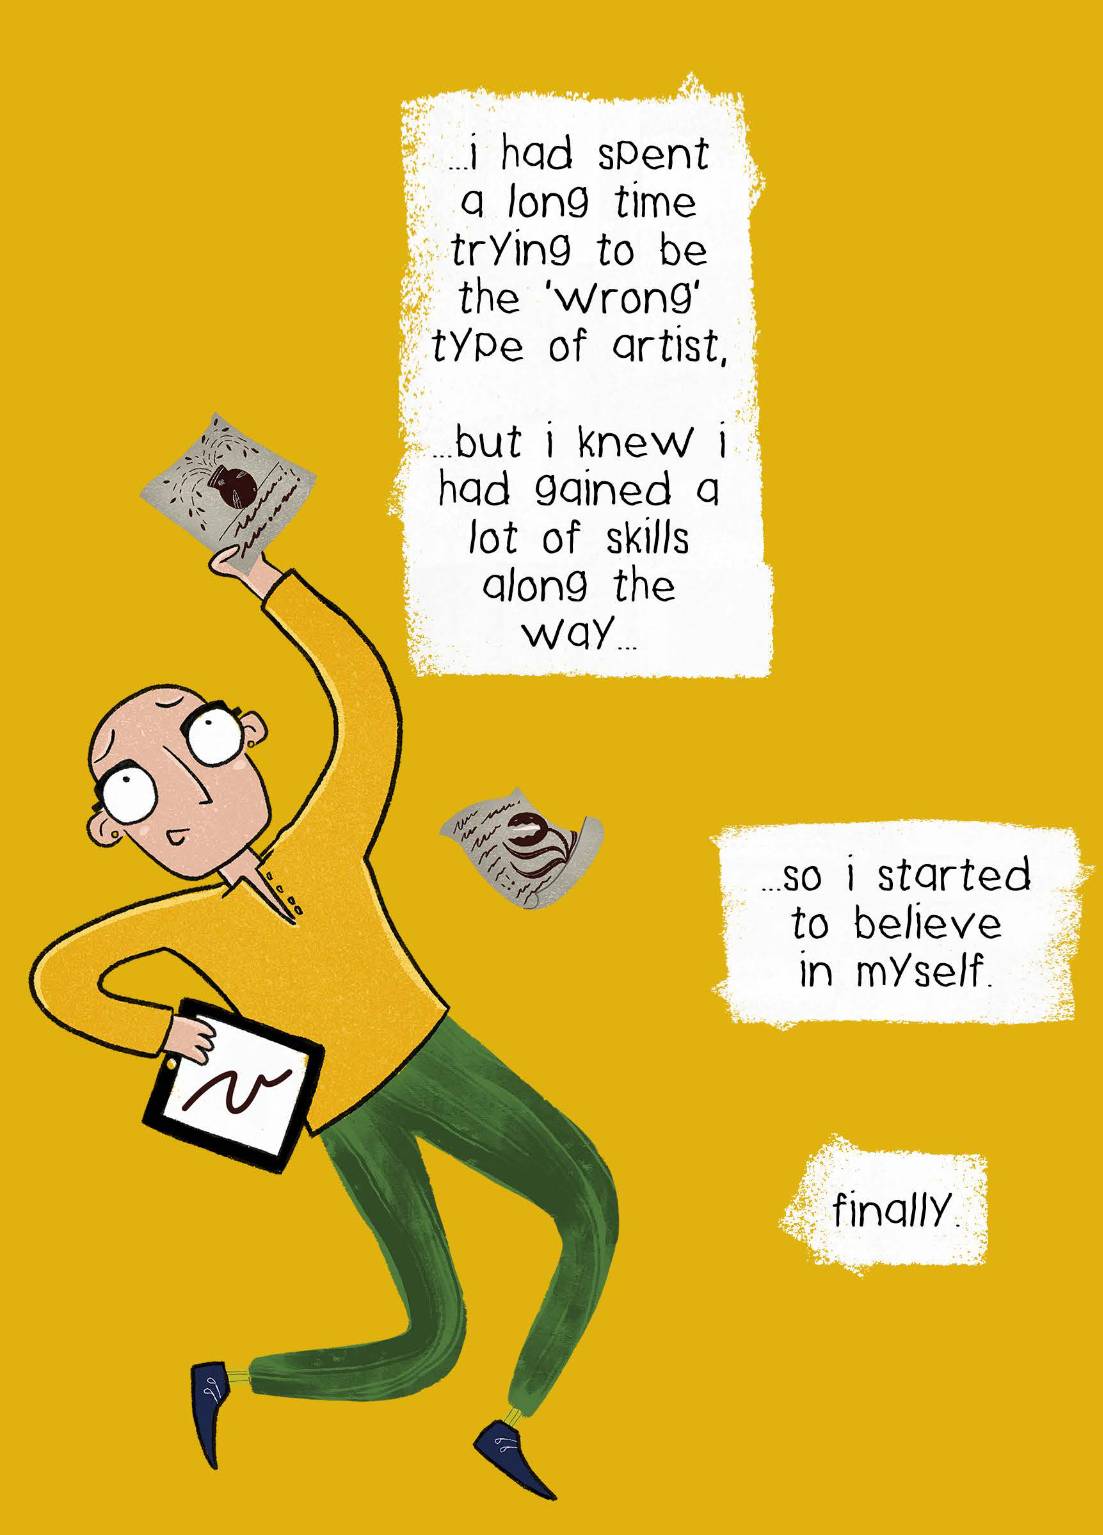 ...i had spent
a long time
trying to be
the 'wrong'
type of artist,
...but i knew i
had gained a
lot of skills
along the
way...
...so i started
to believe
in myself.
finally.